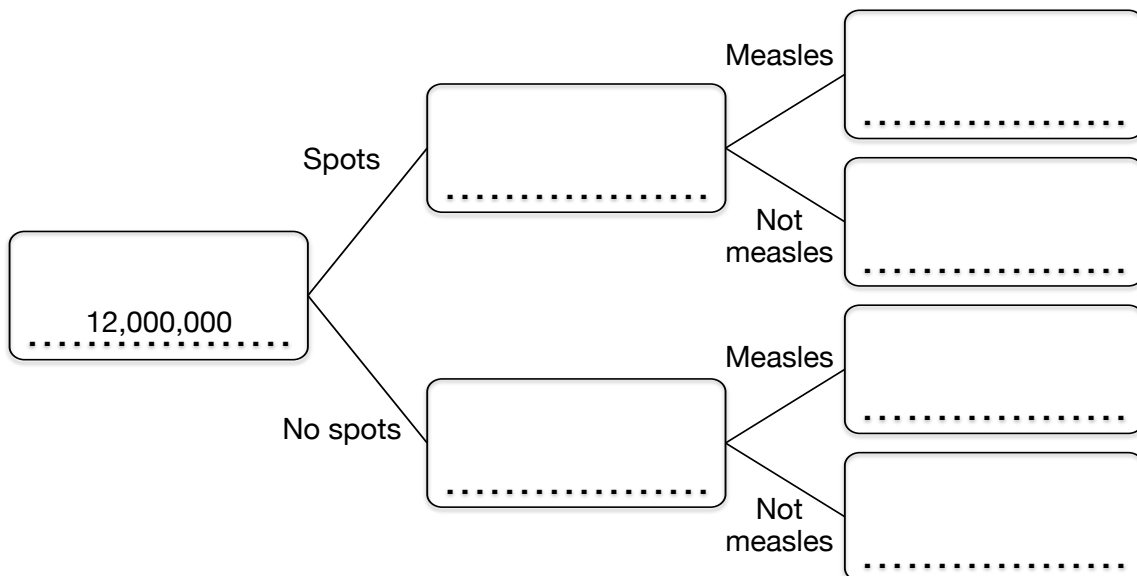 Measles
Spots
Not
measles
12,000,000
Measles
No spots
Not
measles